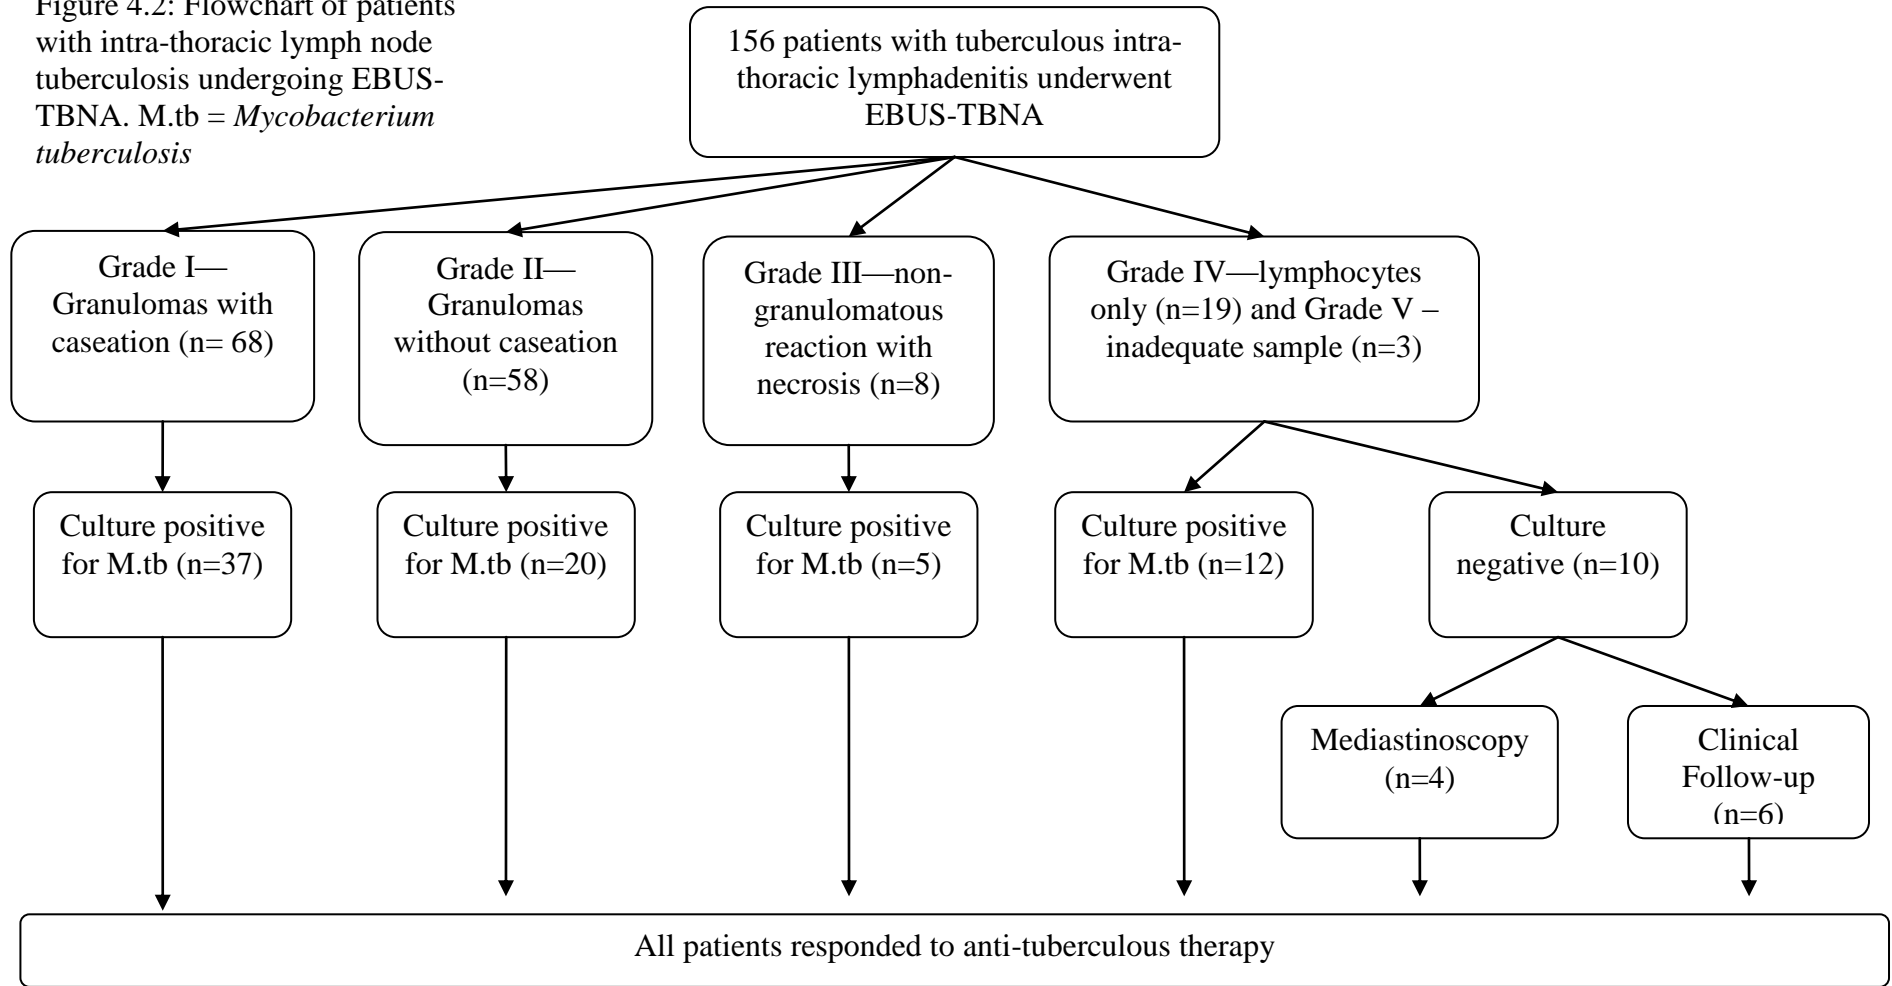 Figure 4.2: Flowchart of patients
with intra-thoracic lymph node
tuberculosis undergoing EBUS-
TBNA. M.tb = Mycobacterium
tuberculosis
156 patients with tuberculous intra-
thoracic lymphadenitis underwent
EBUS-TBNA
Grade I—
Granulomas with
caseation (n= 68)
Grade II—
Granulomas
without caseation
(n=58)
Grade III—non-
granulomatous
reaction with
necrosis (n=8)
Grade IV—lymphocytes
only (n=19) and Grade V –
inadequate sample (n=3)
Culture positive
for M.tb (n=37)
Culture positive
for M.tb (n=20)
Culture positive
for M.tb (n=5)
Culture positive
for M.tb (n=12)
Culture
negative (n=10)
Mediastinoscopy
(n=4)
Clinical
Follow-up
(n=6)
All patients responded to anti-tuberculous therapy